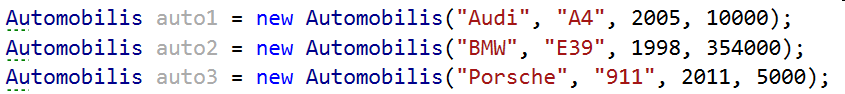 Automobilis auto1 = new Automobilis("Audi", "A4", 2005, 10000);
Automobilis auto2 = new Automobilis("BMW", "E39", 1998, 354000);
Automobilis auto3 = new Automobilis("Porsche", "911", 2011, 5000);